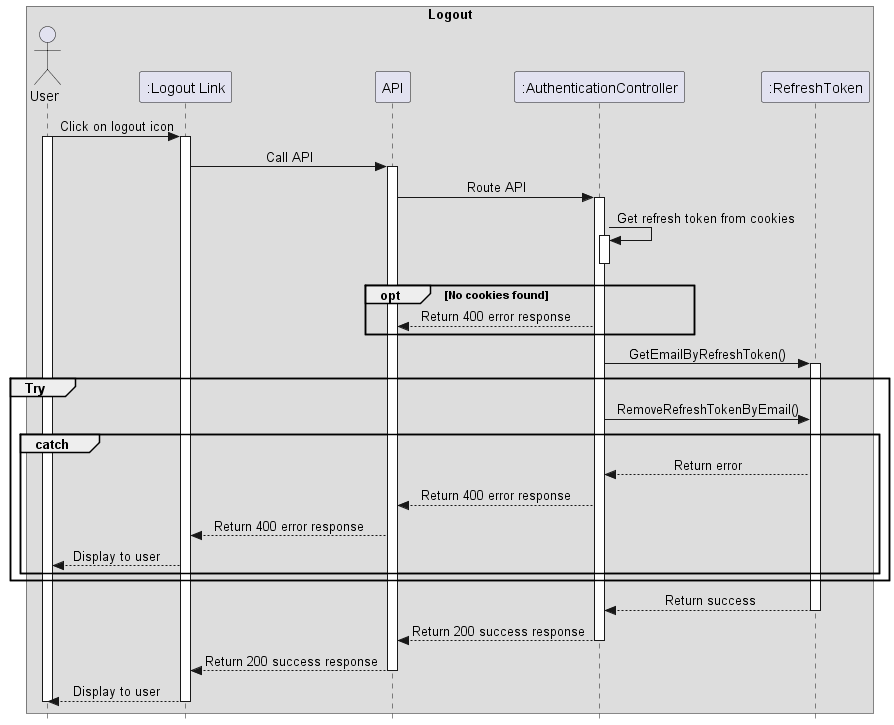 Logout
User
:Logout Link
API
:AuthenticationController
:RefreshToken
Click on logout icon
Call API
Route API
Get refresh token from cookies
opt [No cookies found]
Return 400 error response
GetEmailByRefreshToken()
Try
RemoveRefreshTokenByEmail()
catch
Return error
Return 400 error response
Return 400 error response
Display to user
Return success
Return 200 success response
Return 200 success response
Display to user